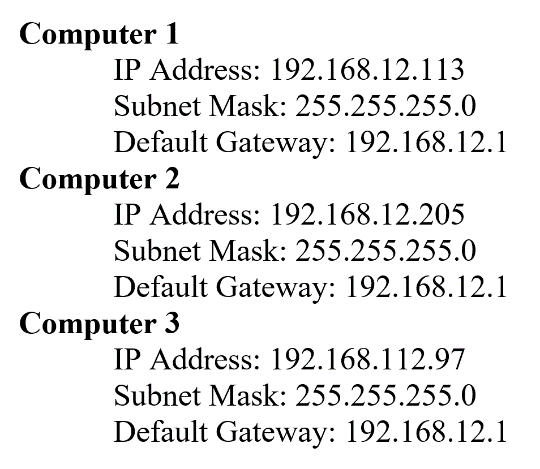 Computer 1
IP Address: 192.168.12.113
Subnet Mask: 255.255.255.0
Default Gateway: 192.168.12.1
Computer 2
IP Address: 192.168.12.205
Subnet Mask: 255.255.255.0
Default Gateway: 192.168.12.1
Computer 3
IP Address: 192.168.112.97
Subnet Mask: 255.255.255.0
Default Gateway: 192.168.12.1